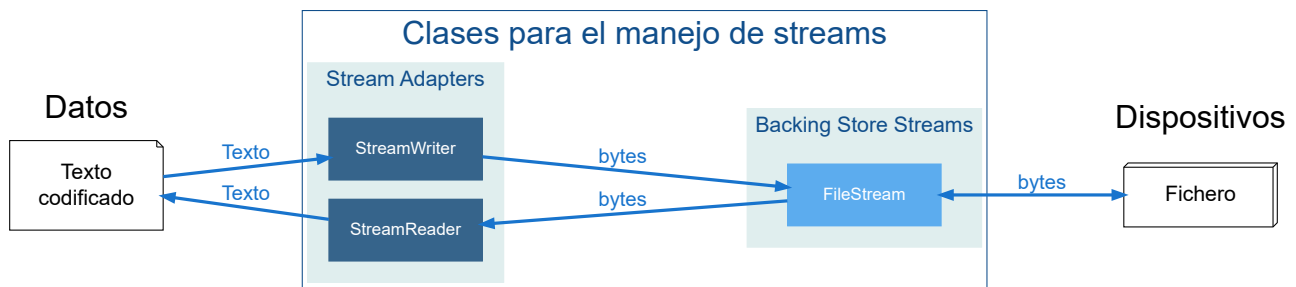 Clases para el manejo de streams
Stream Adapters
Datos
Texto
codificado
Texto
Texto
StreamWriter
StreamReader
bytes
bytes
Backing Store Streams
FileStream
bytes
Dispositivos
Fichero